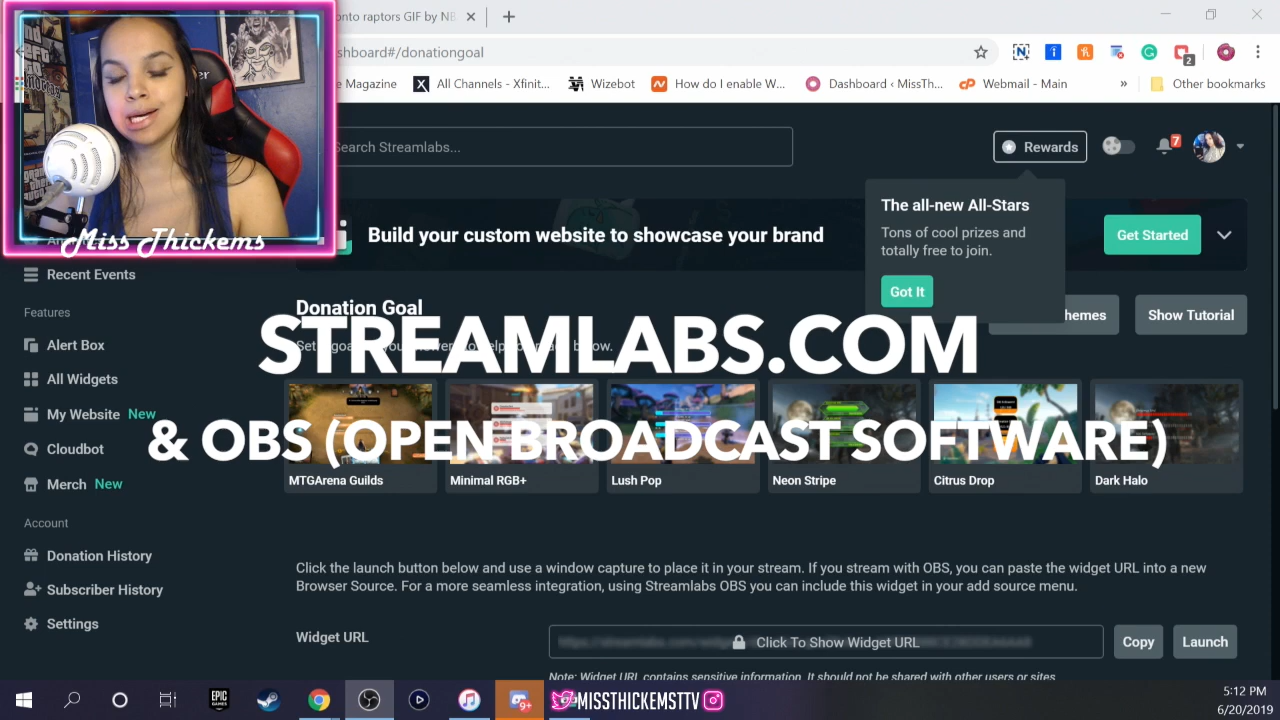 onto raptors GIF by NB
shboard#/donationgoal
2
e Magazine
All Channels - Xfinit...
Wizebot
How do I enable W...
Dashboard ‹ MissTh...
Webmail - Main
»
Other bookmarks
Miss Thickems
Search Streamlabs...
Rewards
7
Build your custom website to showcase your brand
Get Started
The all-new All-Stars
Tons of cool prizes and
totally free to join.
Got It
Recent Events
Features
Alert Box
All Widgets
My Website New
Cloudbot
Merch New
Account
Donation History
Subscriber History
Settings
Donation Goal
hemes
Show Tutorial
STREAMLABS.COM
& OBS (OPEN BROADCAST SOFTWARE)
MTGArena Guilds
Minimal RGB+
Lush Pop
Neon Stripe
Citrus Drop
Dark Halo
Click the launch button below and use a window capture to place it in your stream. If you stream with OBS, you can paste the widget URL into a new
Browser Source. For a more seamless integration, using Streamlabs OBS you can include this widget in your add source menu.
Widget URL
Click To Show Widget URL
Copy
Launch
Note: Widget URL contains sensitive information. It should not be shared with other users or sites
EPIC GAMES
9+
MISSTHICKEMSTTV
5:12 PM
6/20/2019